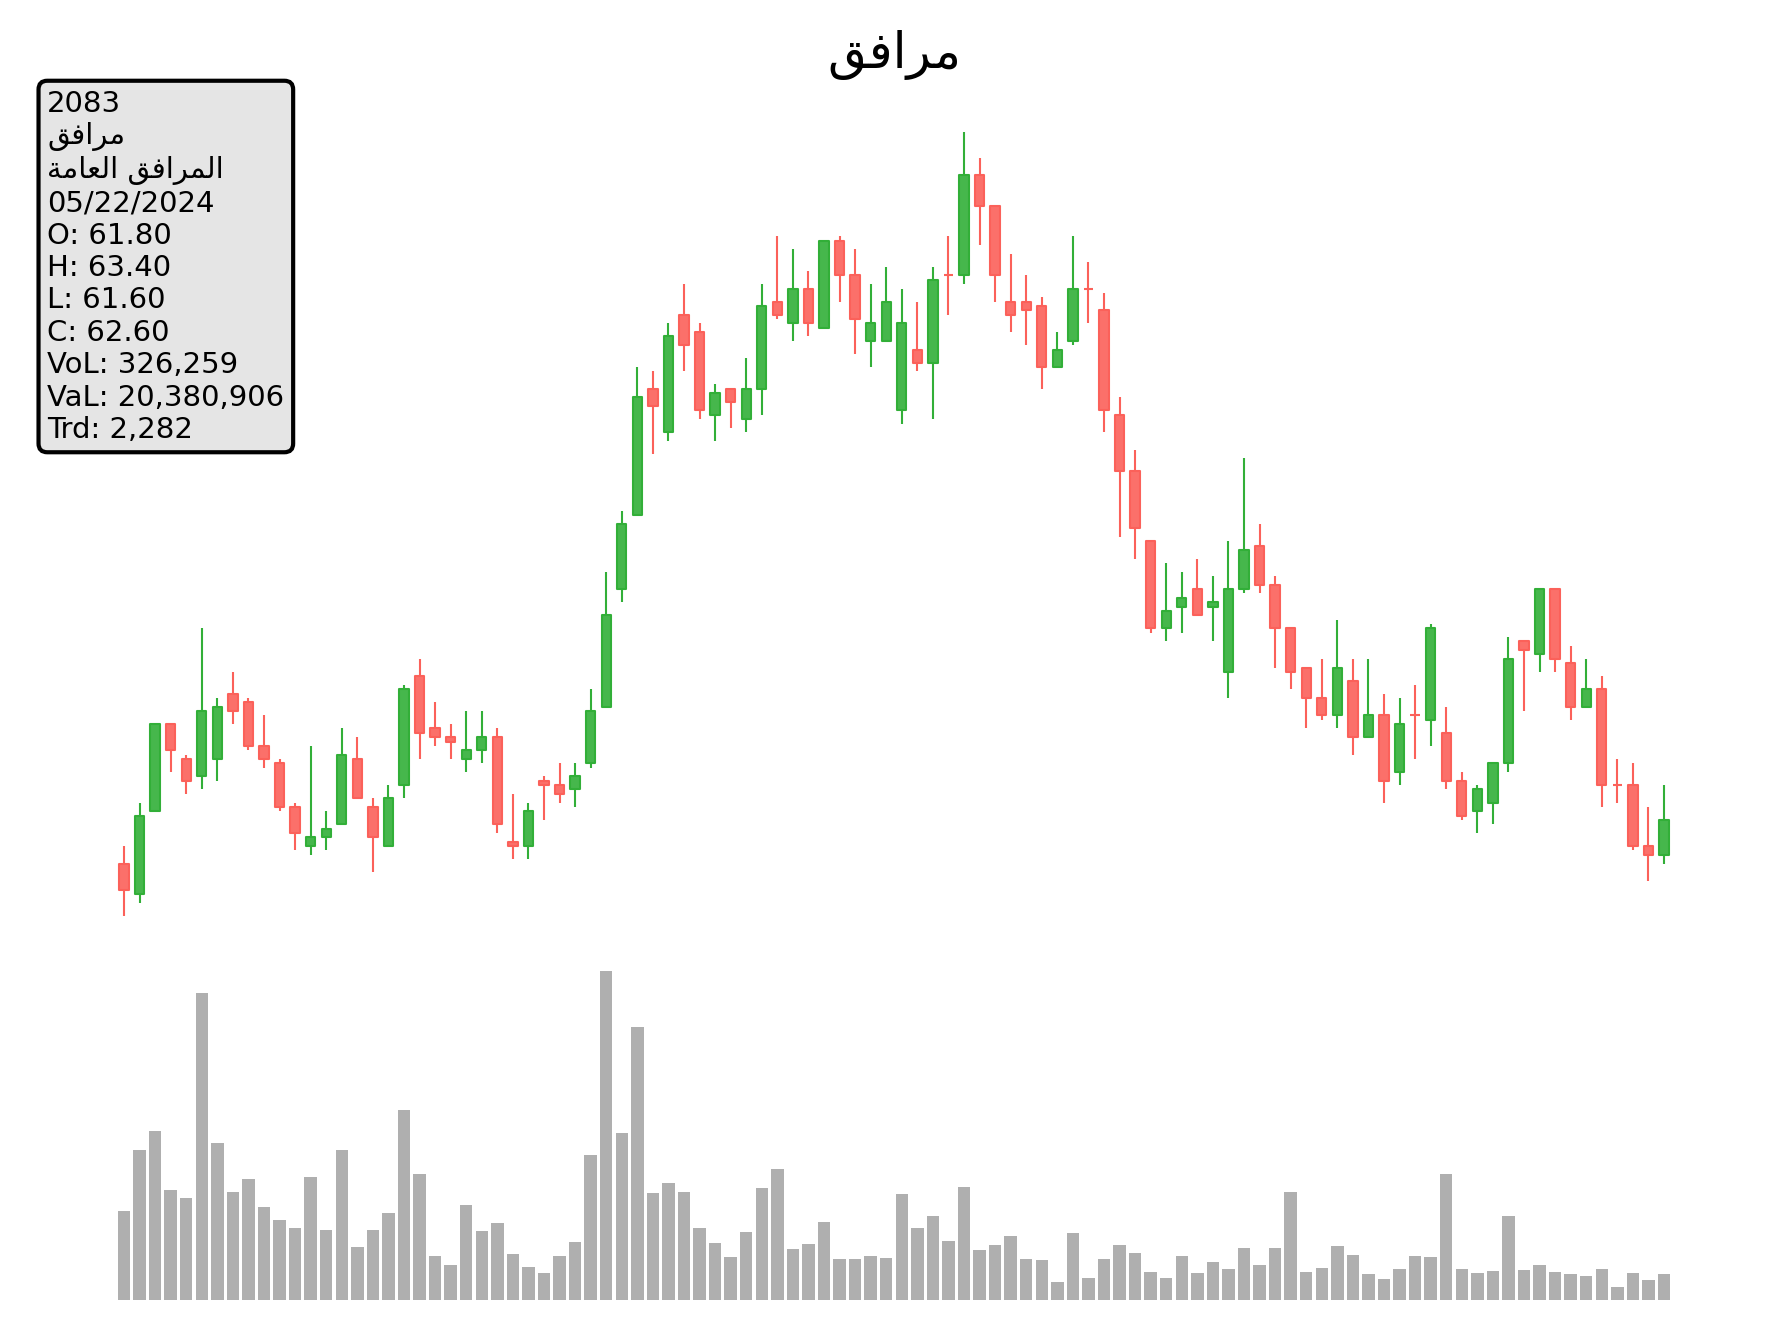 مرافق
2083
مرافق
المرافق العامة
05/22/2024
O: 61.80
H: 63.40
L: 61.60
C: 62.60
VoL: 326,259
VaL: 20,380,906
Trd: 2,282